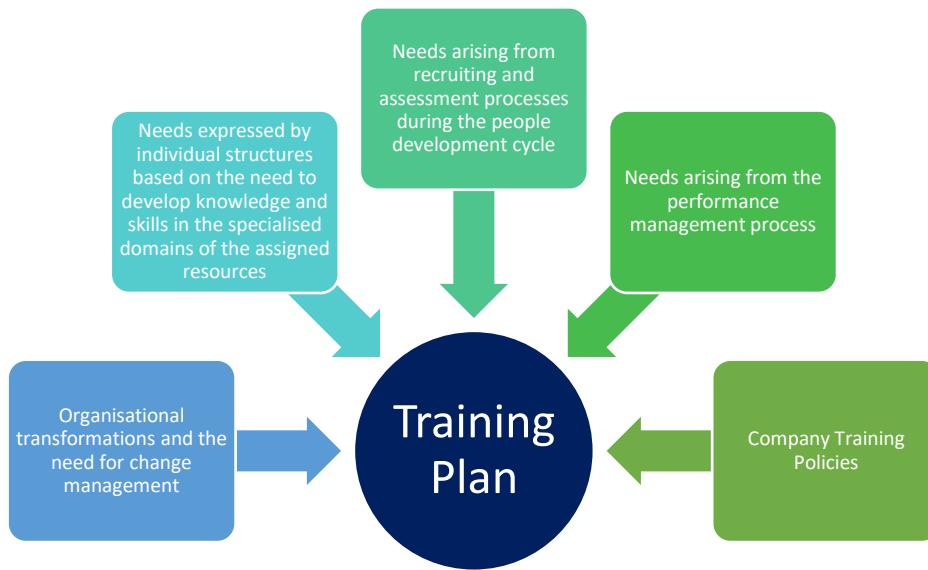 Needs arising from
recruiting and
assessment processes
during the people
development cycle
Needs expressed by
individual structures
based on the need to
develop knowledge and
skills in the specialised
domains of the assigned
resources
Needs arising from the
performance
management process
Organisational
transformations and the
need for change
management
Training
Plan
Company Training
Policies